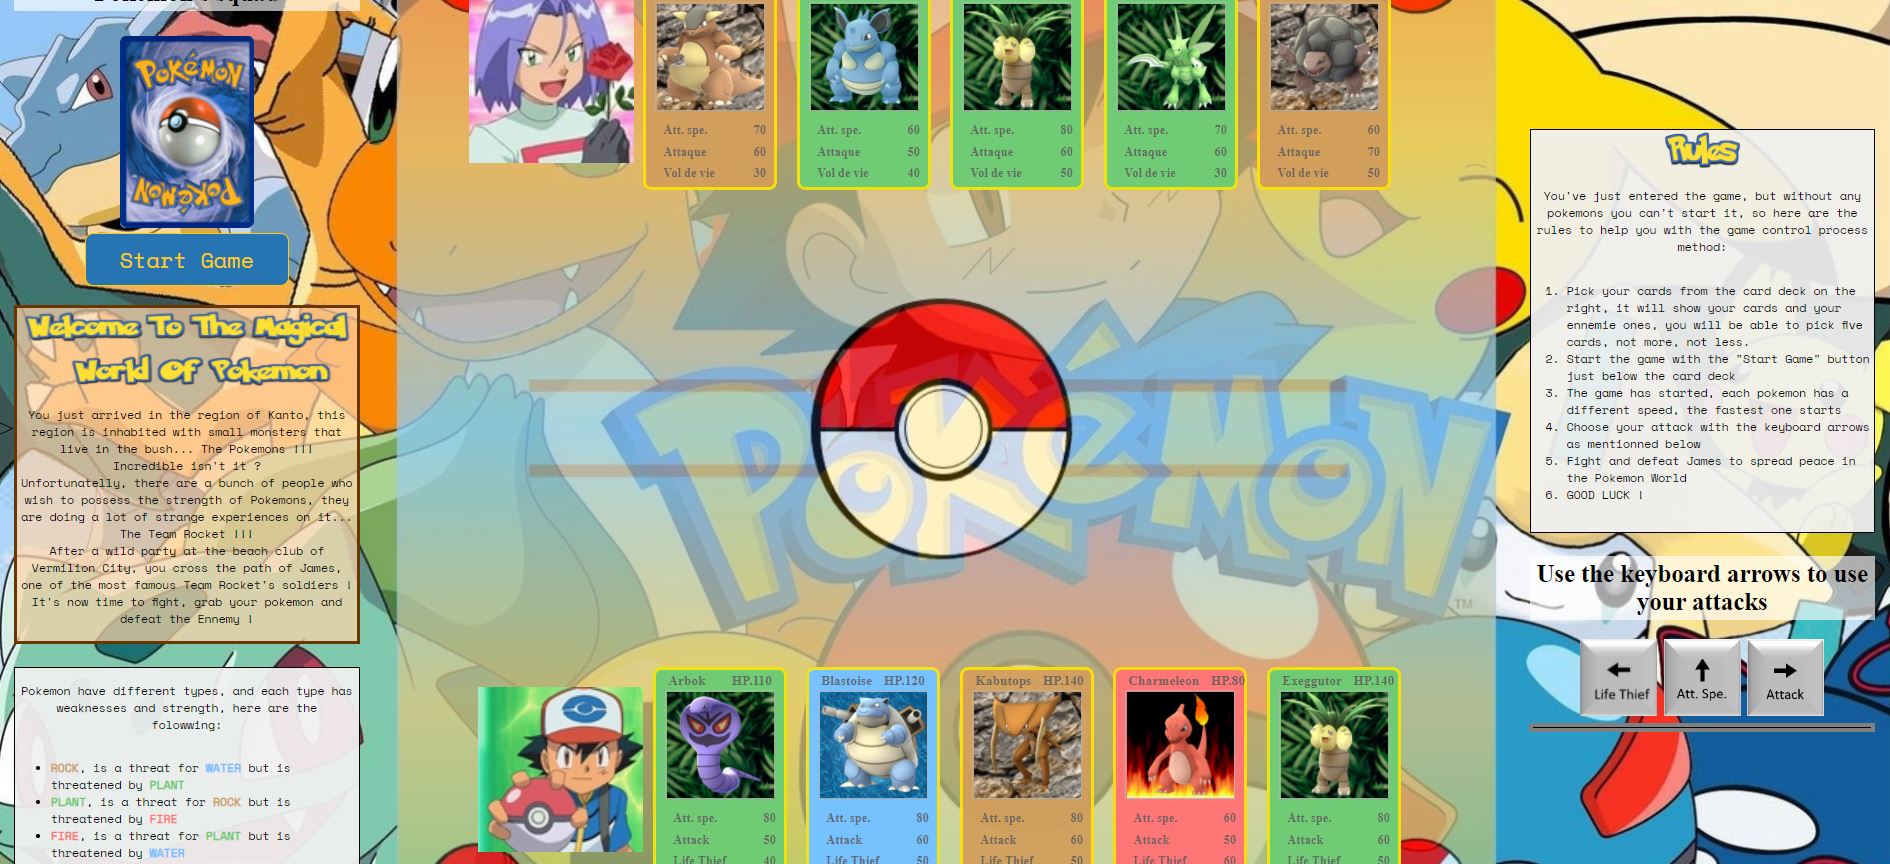 Pokemon's squad
POKéMON
POKéMON
Start Game
Welcome To The Magical
World Of Pokemon
You just arrived in the region of Kanto, this
region is inhabited with small monsters that
live in the bush... The Pokemons !!!
Incredible isn't it ?
Unfortunatelly, there are a bunch of people who
wish to possess the strength of Pokemons, they
are doing a lot of strange experiences on it...
The Team Rocket !!!
After a wild party at the beach club of
Vermilion City, you cross the path of James,
one of the most famous Team Rocket's soldiers !
It's now time to fight, grab your pokemon and
defeat the Ennemy !
Pokemon have different types, and each type has
weaknesses and strength, here are the
folowwing:
ROCK, is a threat for WATER but is
threatened by PLANT
PLANT, is a threat for ROCK but is
threatened by FIRE
FIRE, is a threat for PLANT but is
threatened by WATER
Att. spe. 70
Attaque 60
Vol de vie 30
Att. spe. 60
Attaque 50
Vol de vie 40
Att. spe. 80
Attaque 60
Vol de vie 50
Att. spe. 70
Attaque 60
Vol de vie 30
Att. spe. 60
Attaque 70
Vol de vie 50
POKéMON
TM
Arbok HP.110
Att. spe. 80
Attack 50
Life Thief 40
Blastoise HP.120
Att. spe. 80
Attack 60
Life Thief 50
Kabutops HP.140
Att. spe. 80
Attack 60
Life Thief 50
Charmeleon HP.80
Att. spe. 60
Attack 50
Life Thief 60
Exeggutor HP.140
Att. spe. 80
Attack 60
Life Thief 50
Rules
You've just entered the game, but without any
pokemons you can't start it, so here are the
rules to help you with the game control process
method:
1. Pick your cards from the card deck on the
right, it will show your cards and your
ennemie ones, you will be able to pick five
cards, not more, not less.
2. Start the game with the "Start Game" button
just below the card deck
3. The game has started, each pokemon has a
different speed, the fastest one starts
4. Choose your attack with the keyboard arrows
as mentionned below
5. Fight and defeat James to spread peace in
the Pokemon World
6. GOOD LUCK !
Use the keyboard arrows to use
your attacks
Life Thief
Att. Spe.
Attack